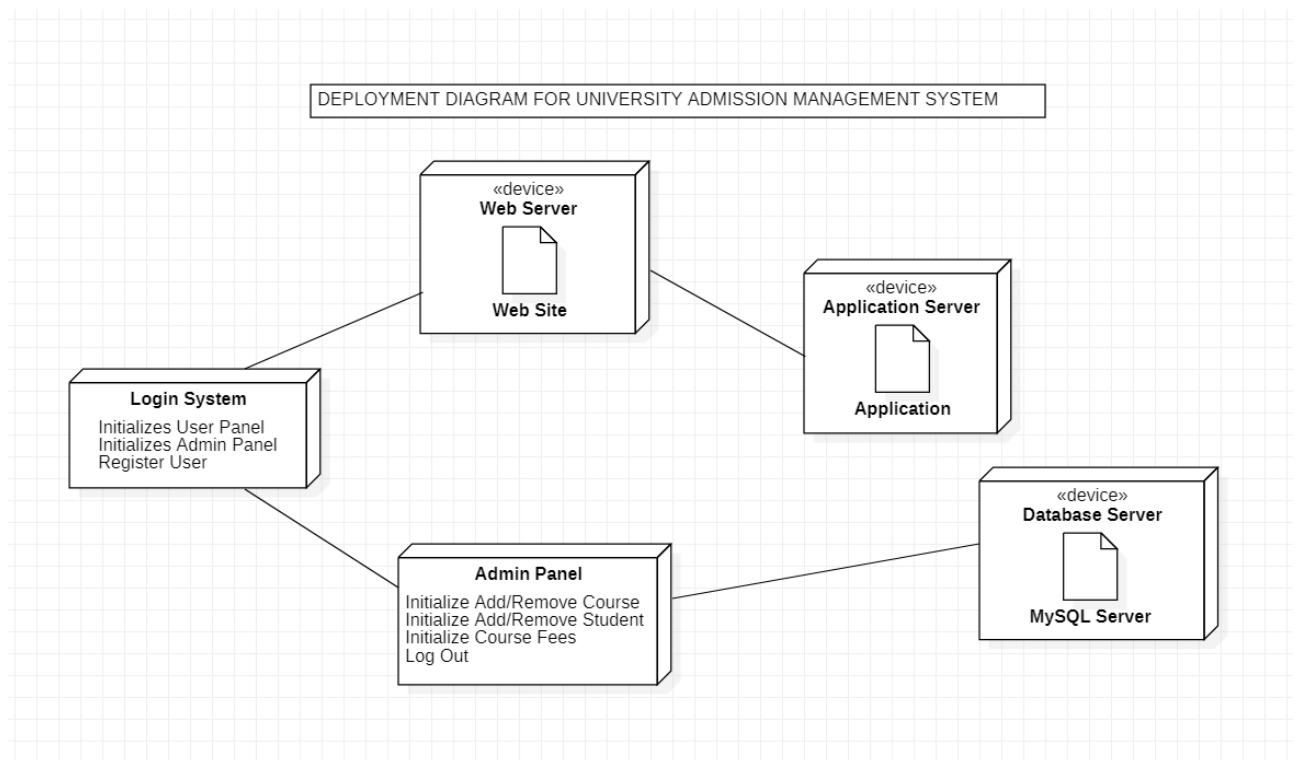 DEPLOYMENT DIAGRAM FOR UNIVERSITY ADMISSION MANAGEMENT SYSTEM
«device»
Web Server
Web Site
«device»
Application Server
Application
Login System
Initializes User Panel
Initializes Admin Panel
Register User
«device»
Database Server
MySQL Server
Admin Panel
Initialize Add/Remove Course
Initialize Add/Remove Student
Initialize Course Fees
Log Out